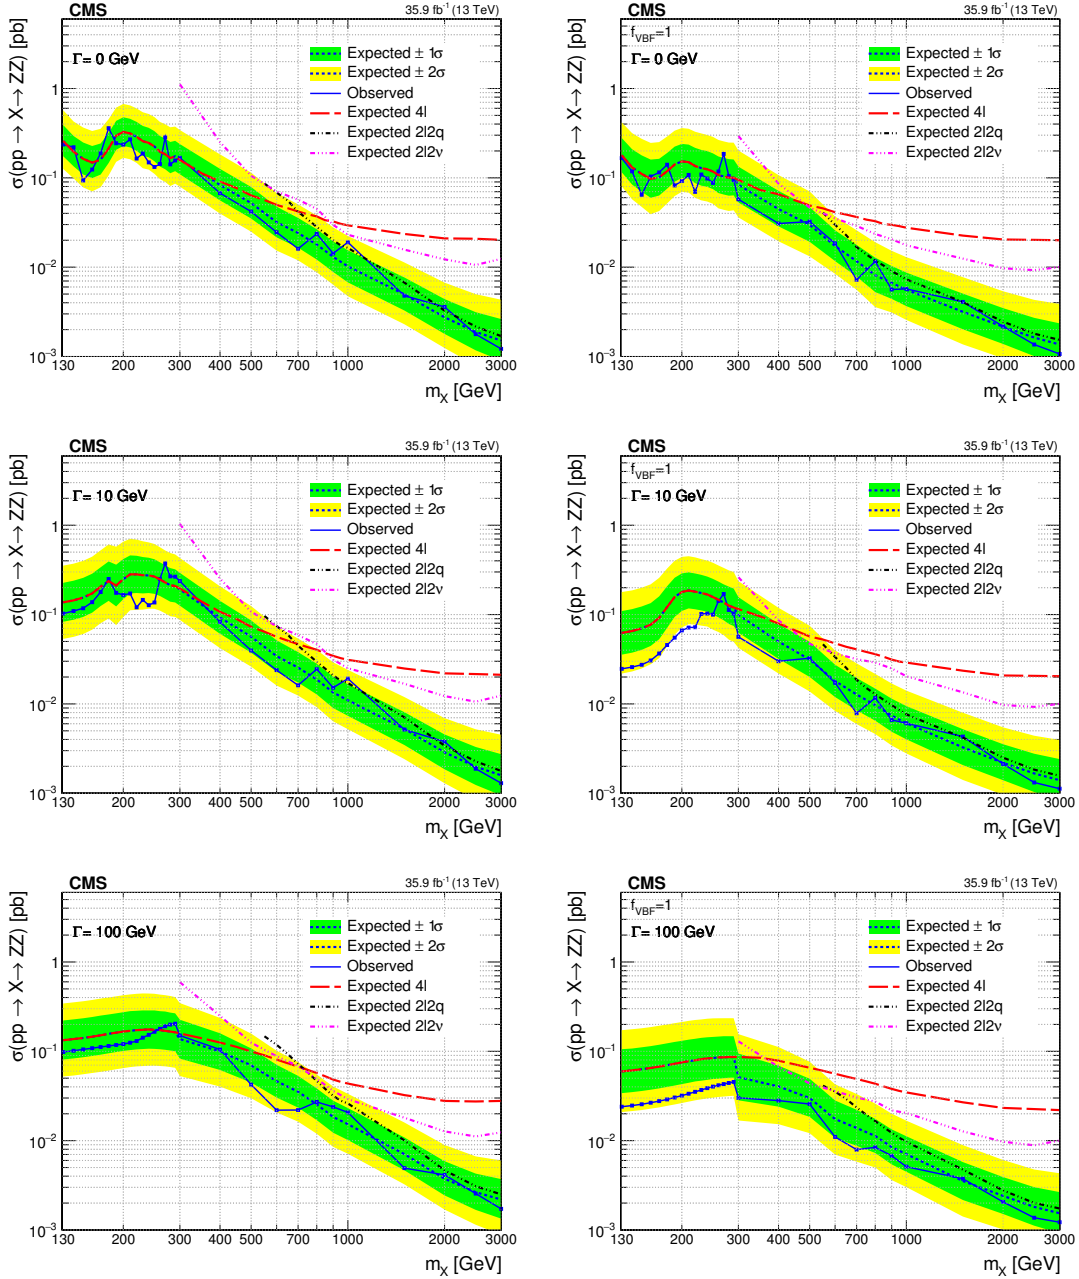 CMS
35.9 fb⁻¹ (13 TeV)
σ(pp → X → ZZ) [pb]
Γ= 0 GeV
Expected ± 1σ
Expected ± 2σ
Observed
Expected 4l
Expected 2l2q
Expected 2l2ν
1
10⁻¹
10⁻²
10⁻³
130 200 300 400 500 700 1000 2000 3000
m_X [GeV]
CMS
35.9 fb⁻¹ (13 TeV)
σ(pp → X → ZZ) [pb]
f_VBF=1
Γ= 0 GeV
Expected ± 1σ
Expected ± 2σ
Observed
Expected 4l
Expected 2l2q
Expected 2l2ν
1
10⁻¹
10⁻²
10⁻³
130 200 300 400 500 700 1000 2000 3000
m_X [GeV]
CMS
35.9 fb⁻¹ (13 TeV)
σ(pp → X → ZZ) [pb]
Γ= 10 GeV
Expected ± 1σ
Expected ± 2σ
Observed
Expected 4l
Expected 2l2q
Expected 2l2ν
1
10⁻¹
10⁻²
10⁻³
130 200 300 400 500 700 1000 2000 3000
m_X [GeV]
CMS
35.9 fb⁻¹ (13 TeV)
σ(pp → X → ZZ) [pb]
f_VBF=1
Γ= 10 GeV
Expected ± 1σ
Expected ± 2σ
Observed
Expected 4l
Expected 2l2q
Expected 2l2ν
1
10⁻¹
10⁻²
10⁻³
130 200 300 400 500 700 1000 2000 3000
m_X [GeV]
CMS
35.9 fb⁻¹ (13 TeV)
σ(pp → X → ZZ) [pb]
Γ= 100 GeV
Expected ± 1σ
Expected ± 2σ
Observed
Expected 4l
Expected 2l2q
Expected 2l2ν
1
10⁻¹
10⁻²
10⁻³
130 200 300 400 500 700 1000 2000 3000
m_X [GeV]
CMS
35.9 fb⁻¹ (13 TeV)
σ(pp → X → ZZ) [pb]
f_VBF=1
Γ= 100 GeV
Expected ± 1σ
Expected ± 2σ
Observed
Expected 4l
Expected 2l2q
Expected 2l2ν
1
10⁻¹
10⁻²
10⁻³
130 200 300 400 500 700 1000 2000 3000
m_X [GeV]